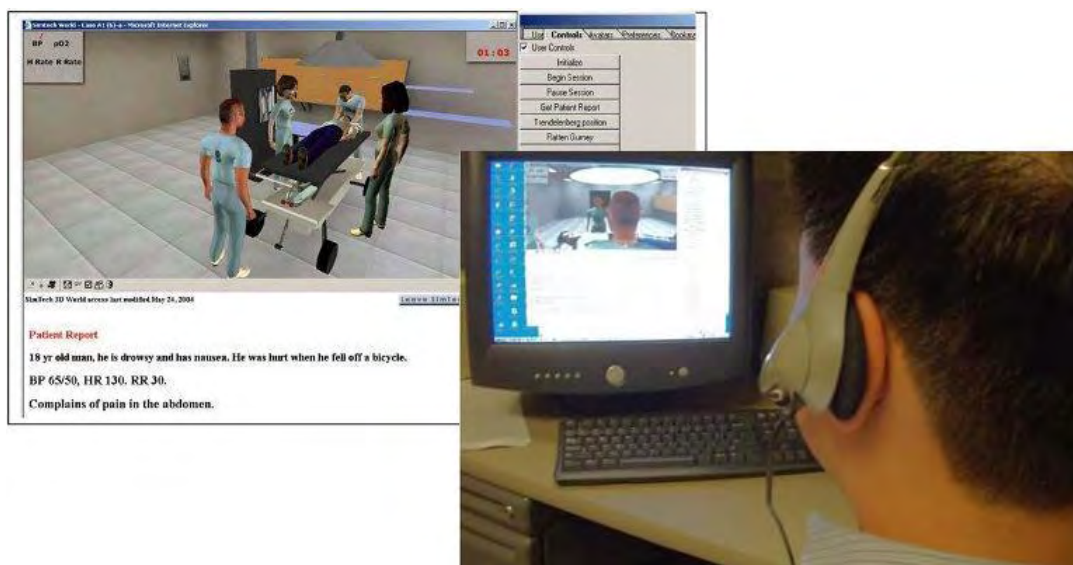 Simtech World - Case A1 (6)-a - Microsoft Internet Explorer
BP pO2
H Rate R Rate
01:03
Controls Avatars Preferences
User Controls
Initialize
Begin Session
Pause Session
Get Patient Report
Trendelenberg position
Flatten Gurney
SimTech 3D World access last modified May 24, 2004
Leave
Patient Report
18 yr old man, he is drowsy and has nausea. He was hurt when he fell off a bicycle.
BP 65/50, HR 130. RR 30.
Complains of pain in the abdomen.